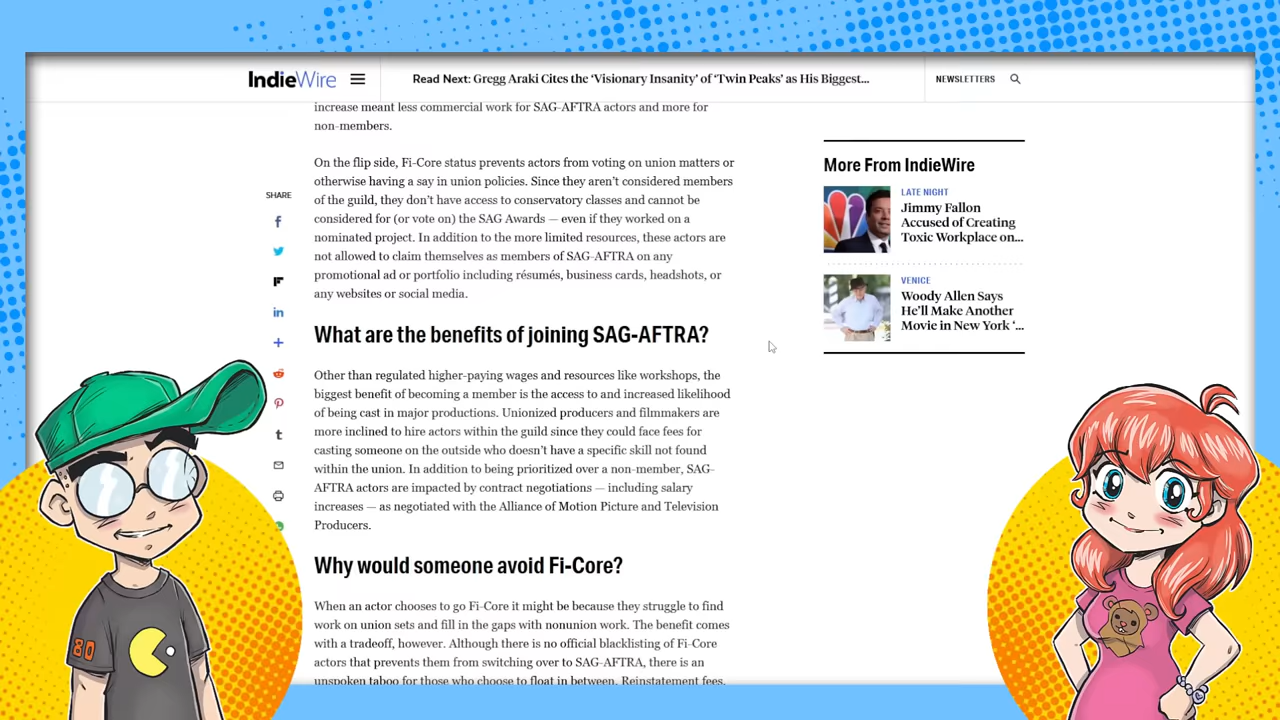 IndieWire
Read Next: Gregg Araki Cites the ‘Visionary Insanity’ of ‘Twin Peaks’ as His Biggest...
NEWSLETTERS
increase meant less commercial work for SAG-AFTRA actors and more for
non-members.
On the flip side, Fi-Core status prevents actors from voting on union matters or
otherwise having a say in union policies. Since they aren’t considered members
of the guild, they don’t have access to conservatory classes and cannot be
considered for (or vote on) the SAG Awards — even if they worked on a
nominated project. In addition to the more limited resources, these actors are
not allowed to claim themselves as members of SAG-AFTRA on any
promotional ad or portfolio including résumés, business cards, headshots, or
any websites or social media.
What are the benefits of joining SAG-AFTRA?
Other than regulated higher-paying wages and resources like workshops, the
biggest benefit of becoming a member is the access to and increased likelihood
of being cast in major productions. Unionized producers and filmmakers are
more inclined to hire actors within the guild since they could face fees for
casting someone on the outside who doesn’t have a specific skill not found
within the union. In addition to being prioritized over a non-member, SAG-
AFTRA actors are impacted by contract negotiations — including salary
increases — as negotiated with the Alliance of Motion Picture and Television
Producers.
Why would someone avoid Fi-Core?
When an actor chooses to go Fi-Core it might be because they struggle to find
work on union sets and fill in the gaps with nonunion work. The benefit comes
with a tradeoff, however. Although there is no official blacklisting of Fi-Core
actors that prevents them from switching over to SAG-AFTRA, there is an
unspoken taboo for those who choose to float in between. Reinstatement fees,
SHARE
More From IndieWire
LATE NIGHT
Jimmy Fallon
Accused of Creating
Toxic Workplace on...
VENICE
Woody Allen Says
He’ll Make Another
Movie in New York ‘...
80